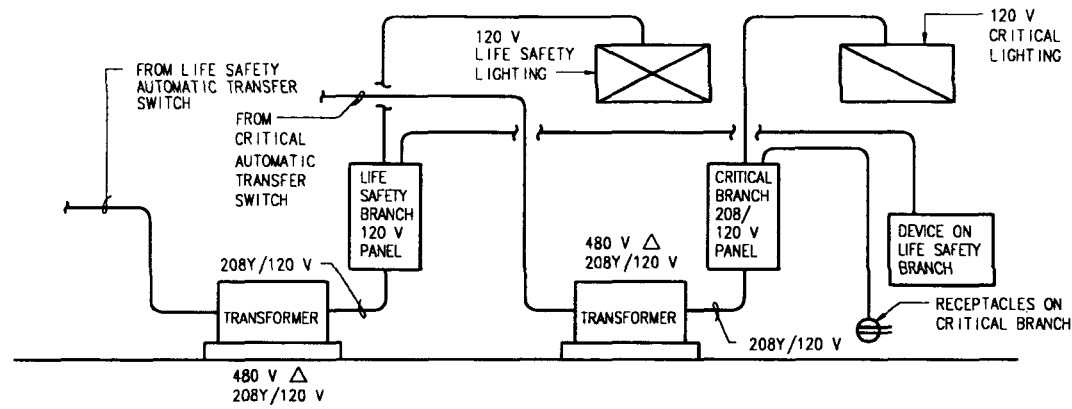 120 V
LIFE SAFETY
LIGHTING
120 V
CRITICAL
LIGHTING
FROM LIFE SAFETY
AUTOMATIC TRANSFER
SWITCH
FROM
CRITICAL
AUTOMATIC
TRANSFER
SWITCH
LIFE
SAFETY
BRANCH
120 V
PANEL
CRITICAL
BRANCH
208/
120 V
PANEL
DEVICE ON
LIFE SAFETY
BRANCH
480 V △
208Y/120 V
208Y/120 V
TRANSFORMER
TRANSFORMER
RECEPTACLES ON
CRITICAL BRANCH
208Y/120 V
480 V △
208Y/120 V